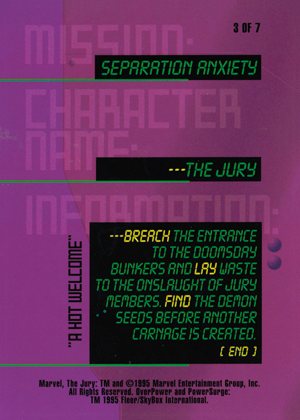 3 OF 7
MISSION:
SEPARATION ANXIETY
CHARACTER
NAME:
---THE JURY
INFORMATION:
"A HOT WELCOME"
---BREACH THE ENTRANCE
TO THE DOOMSDAY
BUNKERS AND LAY WASTE
TO THE ONSLAUGHT OF JURY
MEMBERS. FIND THE DEMON
SEEDS BEFORE ANOTHER
CARNAGE IS CREATED.
[ END ]
Marvel, The Jury: TM and ©1995 Marvel Entertainment Group, Inc.
All Rights Reserved. OverPower and PowerSurge:
TM 1995 Fleer/SkyBox International.